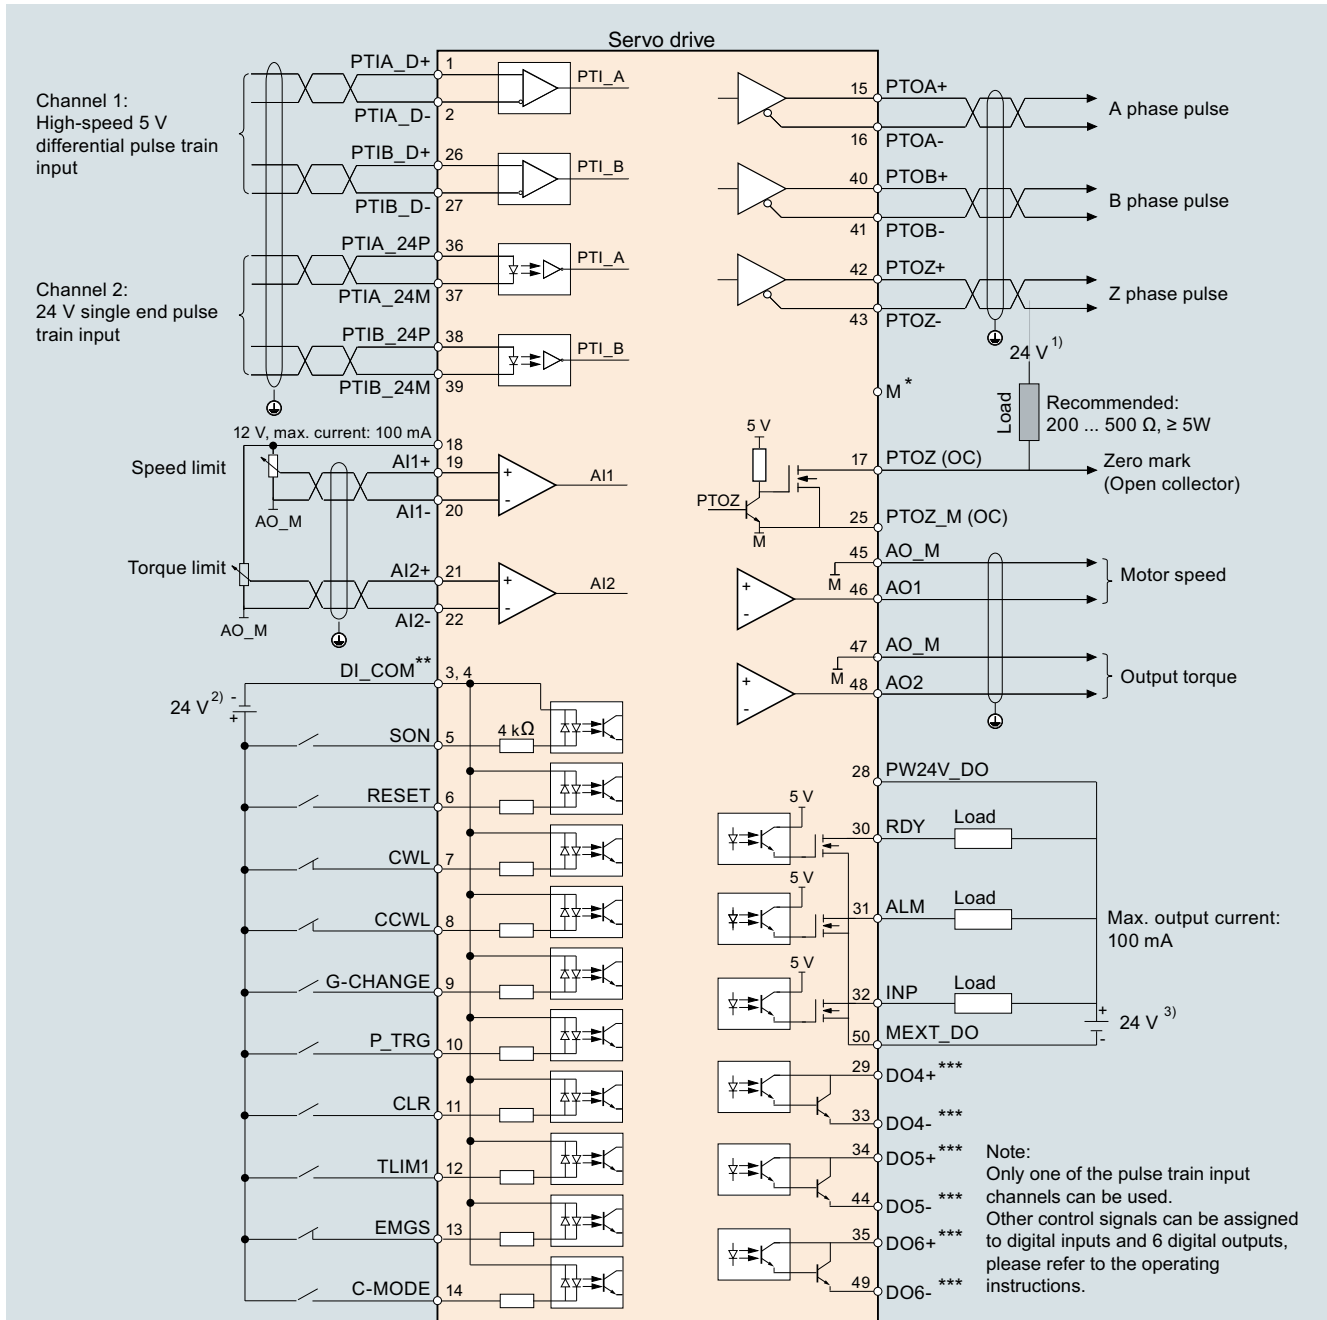 Servo drive
Channel 1:
High-speed 5 V
differential pulse train
input
PTIA_D+ 1
PTIA_D- 2
PTI_A
PTIB_D+ 26
PTIB_D- 27
PTI_B
Channel 2:
24 V single end pulse
train input
PTIA_24P 36
PTIA_24M 37
PTI_A
PTIB_24P 38
PTIB_24M 39
PTI_B
12 V, max. current: 100 mA 18
Speed limit
AI1+ 19
AI1- 20
AI1
AO_M
Torque limit
AI2+ 21
AI2- 22
AI2
AO_M
DI_COM** 3, 4
24 V 2)
-
+
SON 5 4 kΩ
RESET 6
CWL 7
CCWL 8
G-CHANGE 9
P_TRG 10
CLR 11
TLIM1 12
EMGS 13
C-MODE 14
+
-
+
-
15 PTOA+
16 PTOA-
A phase pulse
40 PTOB+
41 PTOB-
B phase pulse
42 PTOZ+
43 PTOZ-
Z phase pulse
24 V 1)
M*
Load
Recommended:
200 ... 500 Ω, ≥ 5W
5 V
PTOZ
M
17 PTOZ (OC)
Zero mark
(Open collector)
25 PTOZ_M (OC)
45 AO_M
M
46 AO1
+
-
Motor speed
47 AO_M
M
48 AO2
+
-
Output torque
28 PW24V_DO
5 V
30 RDY Load
5 V
31 ALM Load
Max. output current:
100 mA
5 V
32 INP Load
+
24 V 3)
-
50 MEXT_DO
29 DO4+***
33 DO4- ***
34 DO5+***
44 DO5- ***
35 DO6+***
49 DO6- ***
Note:
Only one of the pulse train input
channels can be used.
Other control signals can be assigned
to digital inputs and 6 digital outputs,
please refer to the operating
instructions.